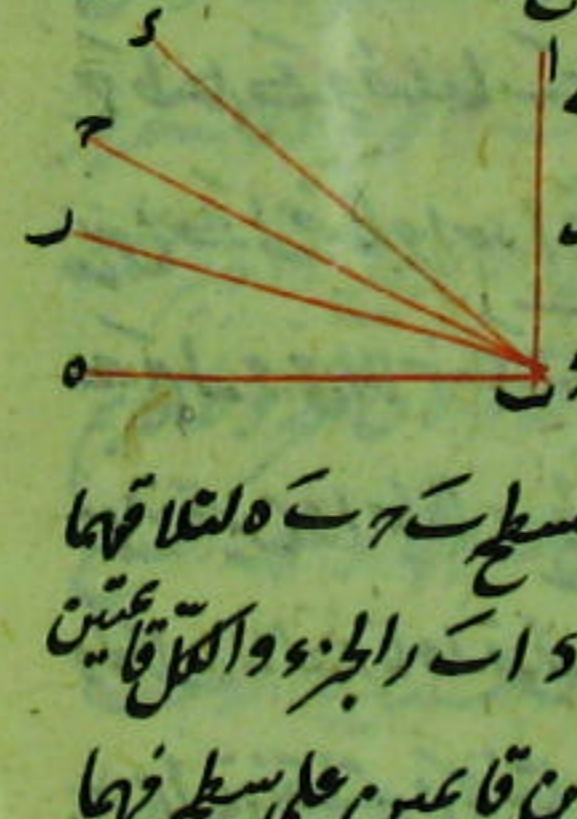 ا
د
ح
ر
ه
ب
سطح ب ح ب ه لتلاقيهما
ا ب ر الجزء والكل قائمتين
قائمين على سطح فهما